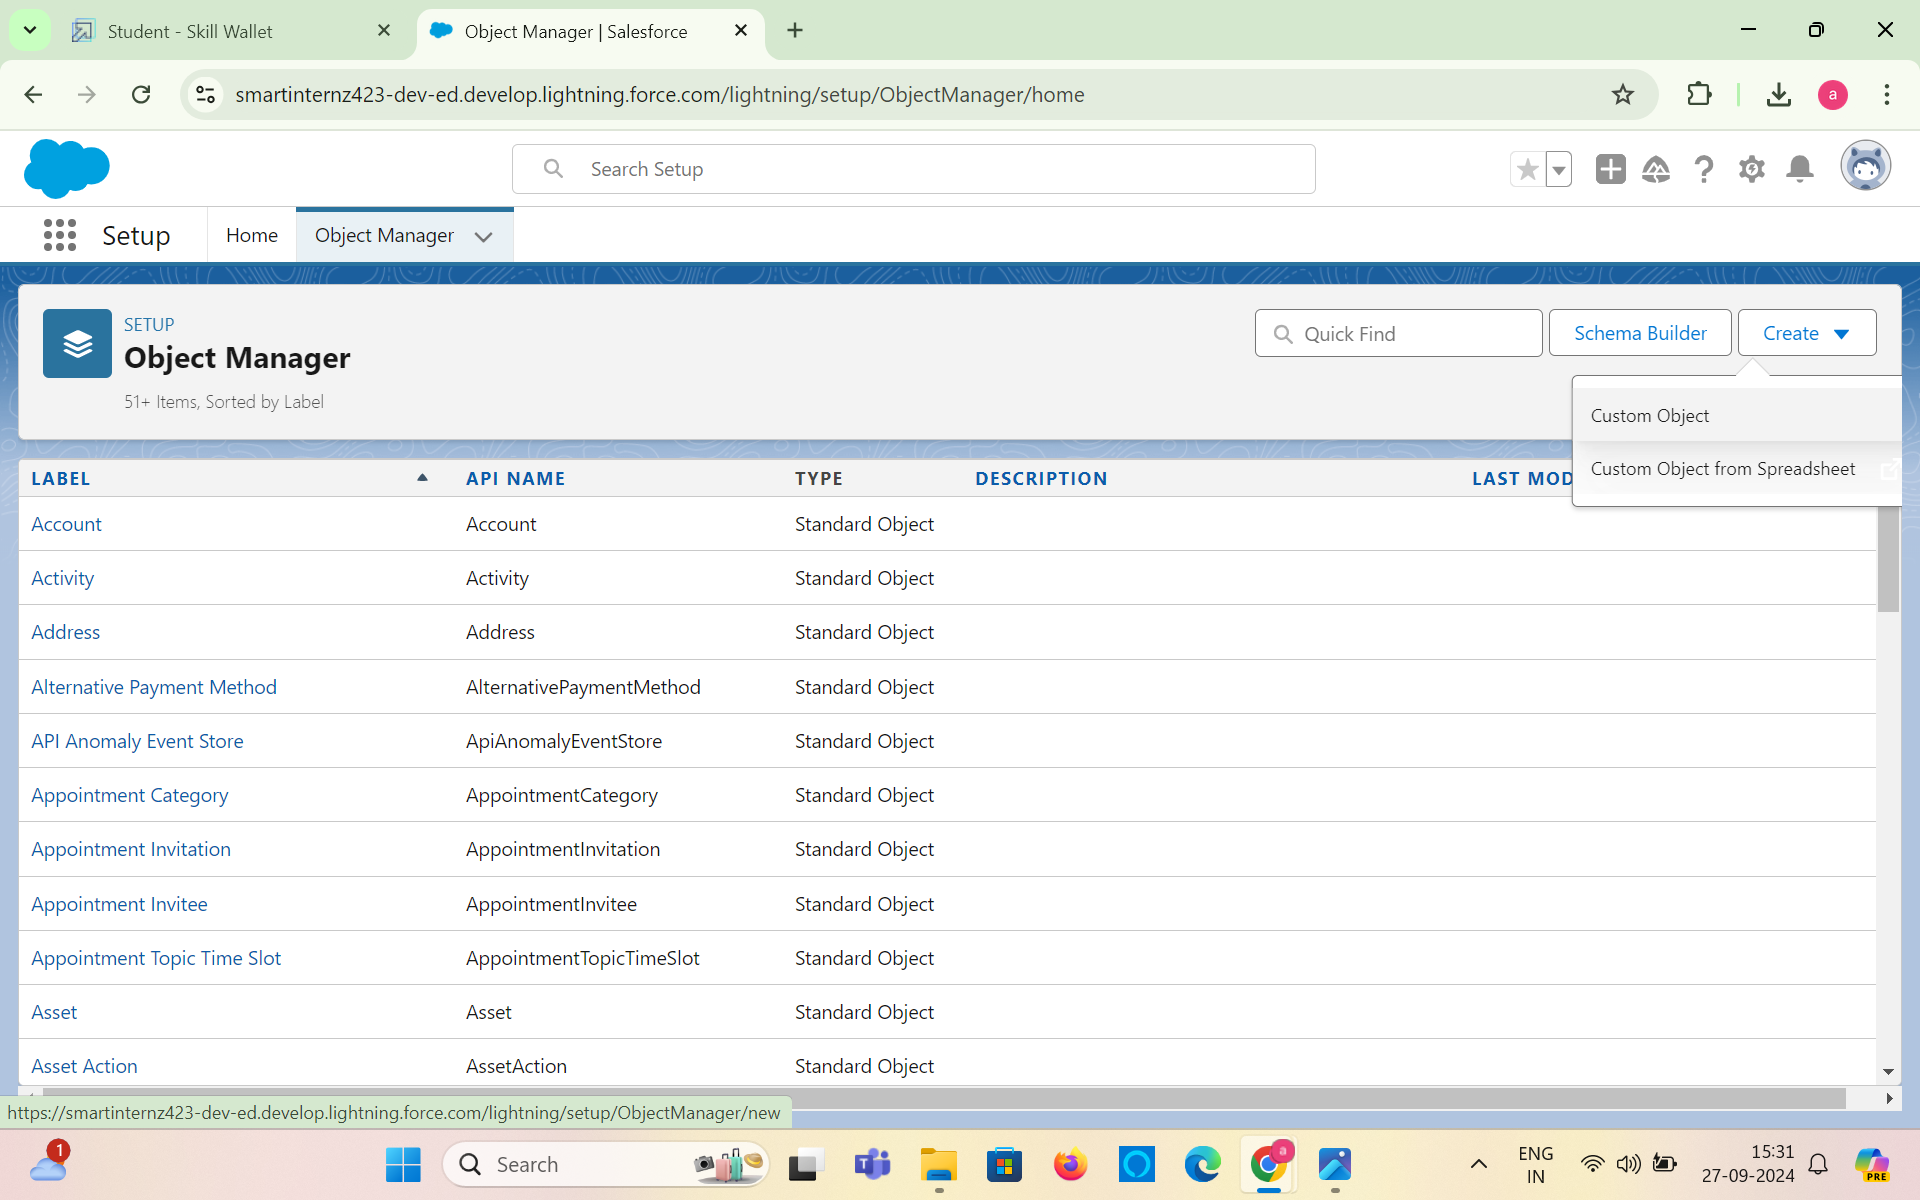 Student - Skill Wallet
Object Manager | Salesforce
smartinternz423-dev-ed.develop.lightning.force.com/lightning/setup/ObjectManager/home
a
Search Setup
Setup
Home
Object Manager
SETUP
Object Manager
51+ Items, Sorted by Label
Quick Find
Schema Builder
Create
Custom Object
Custom Object from Spreadsheet
LABEL API NAME TYPE DESCRIPTION LAST MOD
Account Account Standard Object
Activity Activity Standard Object
Address Address Standard Object
Alternative Payment Method AlternativePaymentMethod Standard Object
API Anomaly Event Store ApiAnomalyEventStore Standard Object
Appointment Category AppointmentCategory Standard Object
Appointment Invitation AppointmentInvitation Standard Object
Appointment Invitee AppointmentInvitee Standard Object
Appointment Topic Time Slot AppointmentTopicTimeSlot Standard Object
Asset Asset Standard Object
Asset Action AssetAction Standard Object
https://smartinternz423-dev-ed.develop.lightning.force.com/lightning/setup/ObjectManager/new
1
Search
a
ENG
IN
15:31
27-09-2024
PRE